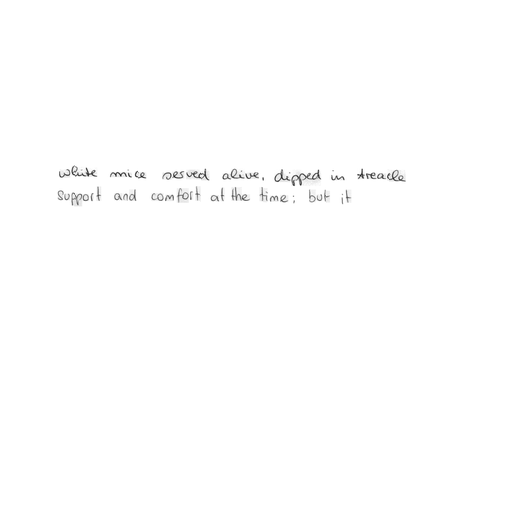 white mice served alive, dipped in treacle
support and comfort at the time; but it